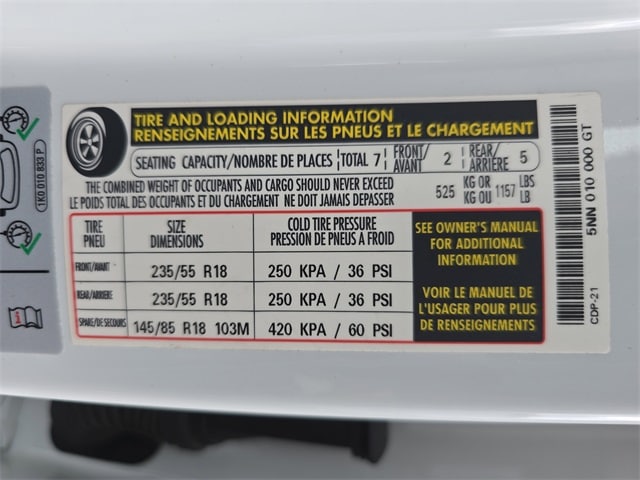 TIRE AND LOADING INFORMATION
RENSEIGNEMENTS SUR LES PNEUS ET LE CHARGEMENT
SEATING CAPACITY/NOMBRE DE PLACES TOTAL 7 FRONT/AVANT 2 REAR/ARRIÈRE 5
THE COMBINED WEIGHT OF OCCUPANTS AND CARGO SHOULD NEVER EXCEED 525 KG OR 1157 LBS
LE POIDS TOTAL DES OCCUPANTS ET DU CHARGEMENT NE DOIT JAMAIS DEPASSER KG OU LB
TIRE SIZE COLD TIRE PRESSURE
PNEU DIMENSIONS PRESSION DE PNEUS A FROID
FRONT/AVANT 235/55 R18 250 KPA / 36 PSI
REAR/ARRIERE 235/55 R18 250 KPA / 36 PSI
SPARE/DE SECOURS 145/85 R18 103M 420 KPA / 60 PSI
SEE OWNER'S MANUAL
FOR ADDITIONAL
INFORMATION
VOIR LE MANUEL DE
L'USAGER POUR PLUS
DE RENSEIGNEMENTS
5NN 010 000 GT
CDP-21
1K0 010 833 P